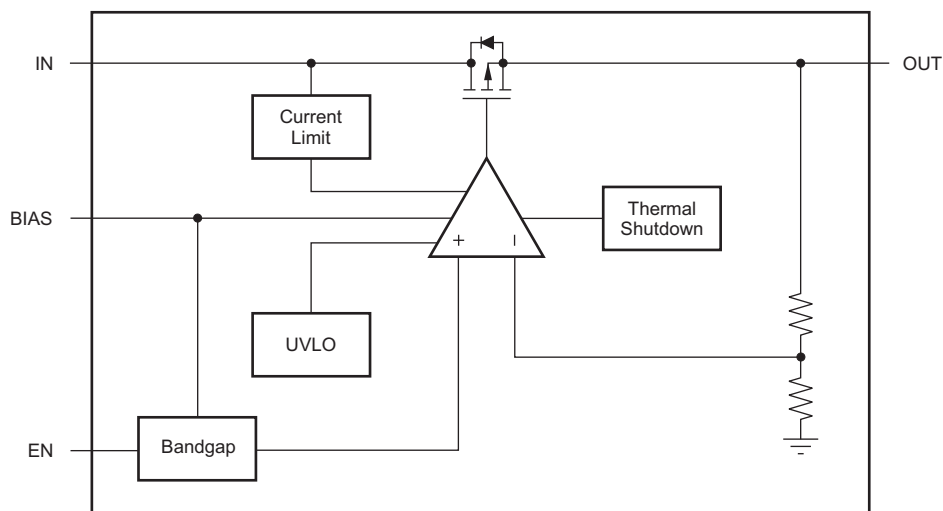 IN
OUT
Current
Limit
BIAS
Thermal
Shutdown
+
–
UVLO
EN
Bandgap